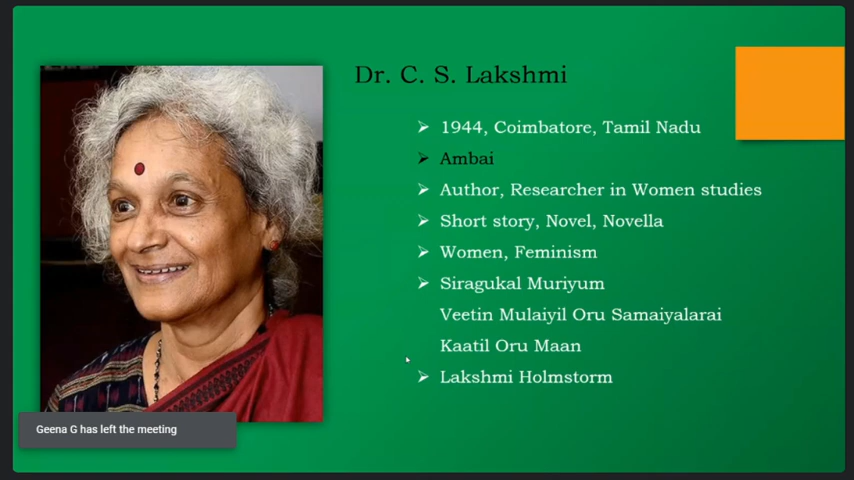 Dr. C. S. Lakshmi
1944, Coimbatore, Tamil Nadu
Ambai
Author, Researcher in Women studies
Short story, Novel, Novella
Women, Feminism
Siragukal Muriyum
Veetin Mulaiyil Oru Samaiyalarai
Kaatil Oru Maan
Lakshmi Holmstorm
Geena G has left the meeting